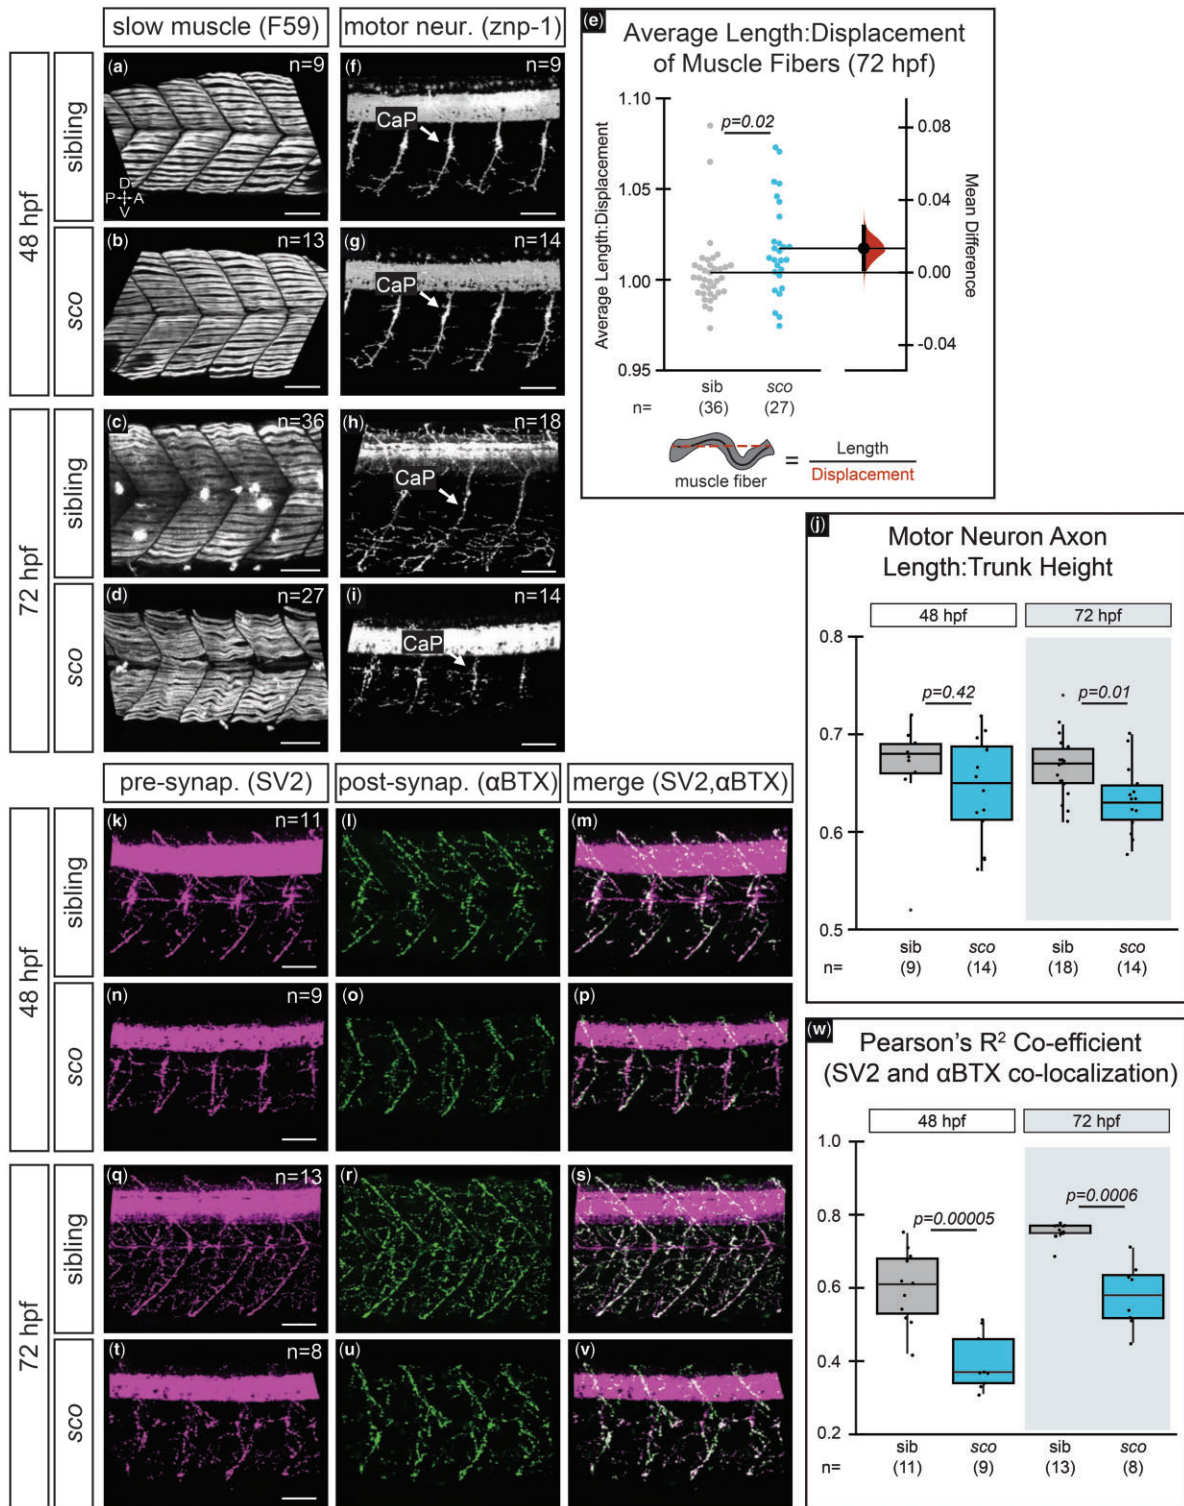 slow muscle (F59)
motor neur. (znp-1)
48 hpf
sibling
(a)
n=9
D
P A
V
(f)
n=9
CaP
sco
(b)
n=13
(g)
n=14
CaP
72 hpf
sibling
(c)
n=36
(h)
n=18
CaP
sco
(d)
n=27
(i)
n=14
CaP
(e)
Average Length:Displacement
of Muscle Fibers (72 hpf)
Average Length:Displacement
1.10
1.05
1.00
0.95
p=0.02
Mean Difference
0.08
0.04
0.00
-0.04
sib
sco
n=
(36)
(27)
muscle fiber
=
Length
Displacement
(j)
Motor Neuron Axon
Length:Trunk Height
48 hpf
72 hpf
0.8
0.7
0.6
0.5
p=0.42
p=0.01
sib
sco
sib
sco
n=
(9)
(14)
(18)
(14)
pre-synap. (SV2)
post-synap. (αBTX)
merge (SV2,αBTX)
48 hpf
sibling
(k)
n=11
(l)
(m)
sco
(n)
n=9
(o)
(p)
72 hpf
sibling
(q)
n=13
(r)
(s)
sco
(t)
n=8
(u)
(v)
(w)
Pearson's R² Co-efficient
(SV2 and αBTX co-localization)
48 hpf
72 hpf
1.0
0.8
0.6
0.4
0.2
p=0.00005
p=0.0006
sib
sco
sib
sco
n=
(11)
(9)
(13)
(8)